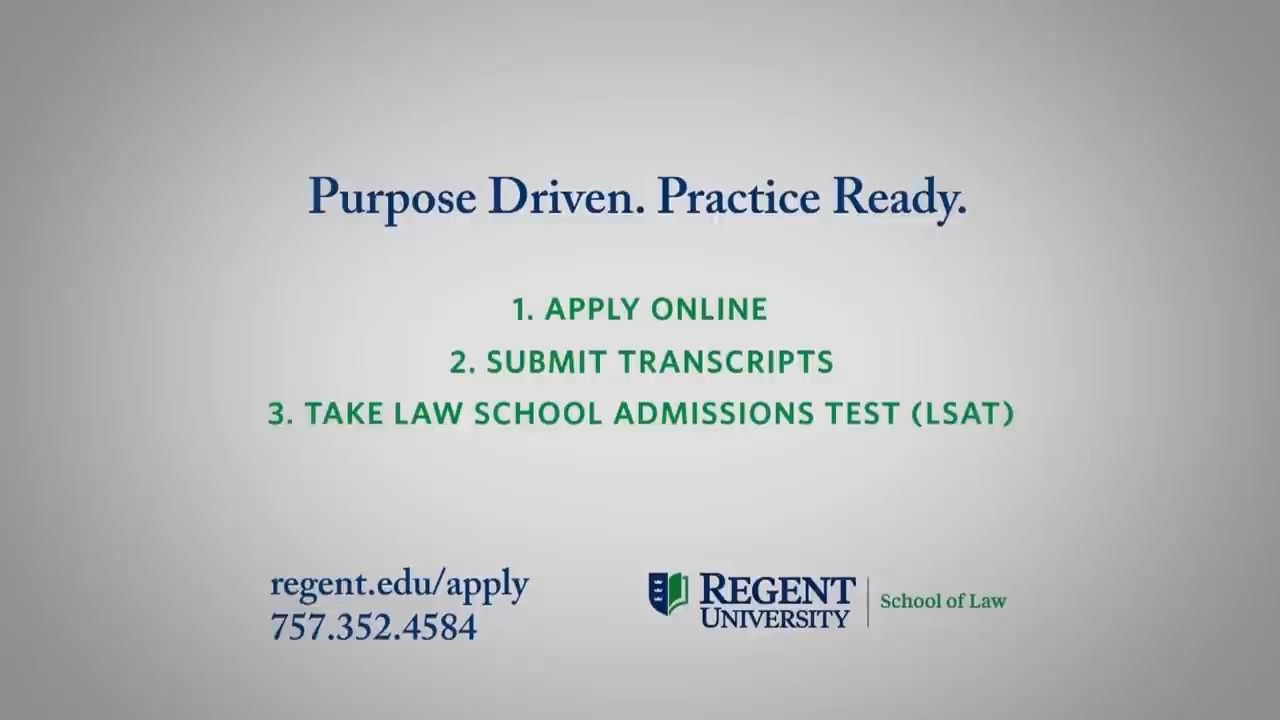 Purpose Driven. Practice Ready.
1. APPLY ONLINE
2. SUBMIT TRANSCRIPTS
3. TAKE LAW SCHOOL ADMISSIONS TEST (LSAT)
regent.edu/apply
757.352.4584
REGENT
UNIVERSITY
School of Law